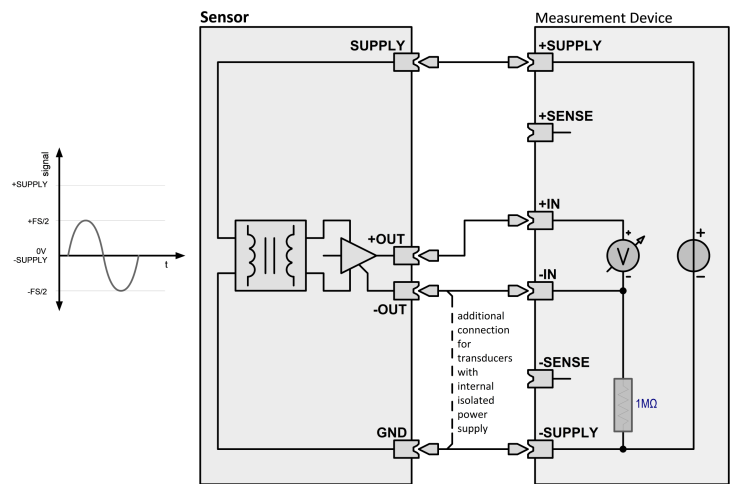 Sensor
Measurement Device
SUPPLY
+SUPPLY
+SENSE
signal
+SUPPLY
+FS/2
0V
-SUPPLY
-FS/2
t
+IN
+OUT
+
V
-
+
-
-IN
-OUT
additional
connection
for
transducers
with
internal
isolated
power
supply
-SENSE
1MΩ
GND
-SUPPLY